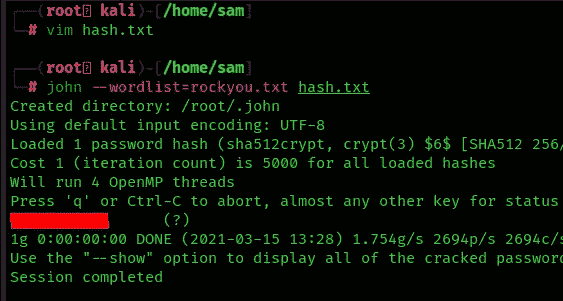 (root kali)-[/home/sam]
# vim hash.txt
(root kali)-[/home/sam]
# john --wordlist=rockyou.txt hash.txt
Created directory: /root/.john
Using default input encoding: UTF-8
Loaded 1 password hash (sha512crypt, crypt(3) $6$ [SHA512 256/
Cost 1 (iteration count) is 5000 for all loaded hashes
Will run 4 OpenMP threads
Press 'q' or Ctrl-C to abort, almost any other key for status
(?)
1g 0:00:00:00 DONE (2021-03-15 13:28) 1.754g/s 2694p/s 2694c/s
Use the "--show" option to display all of the cracked password
Session completed